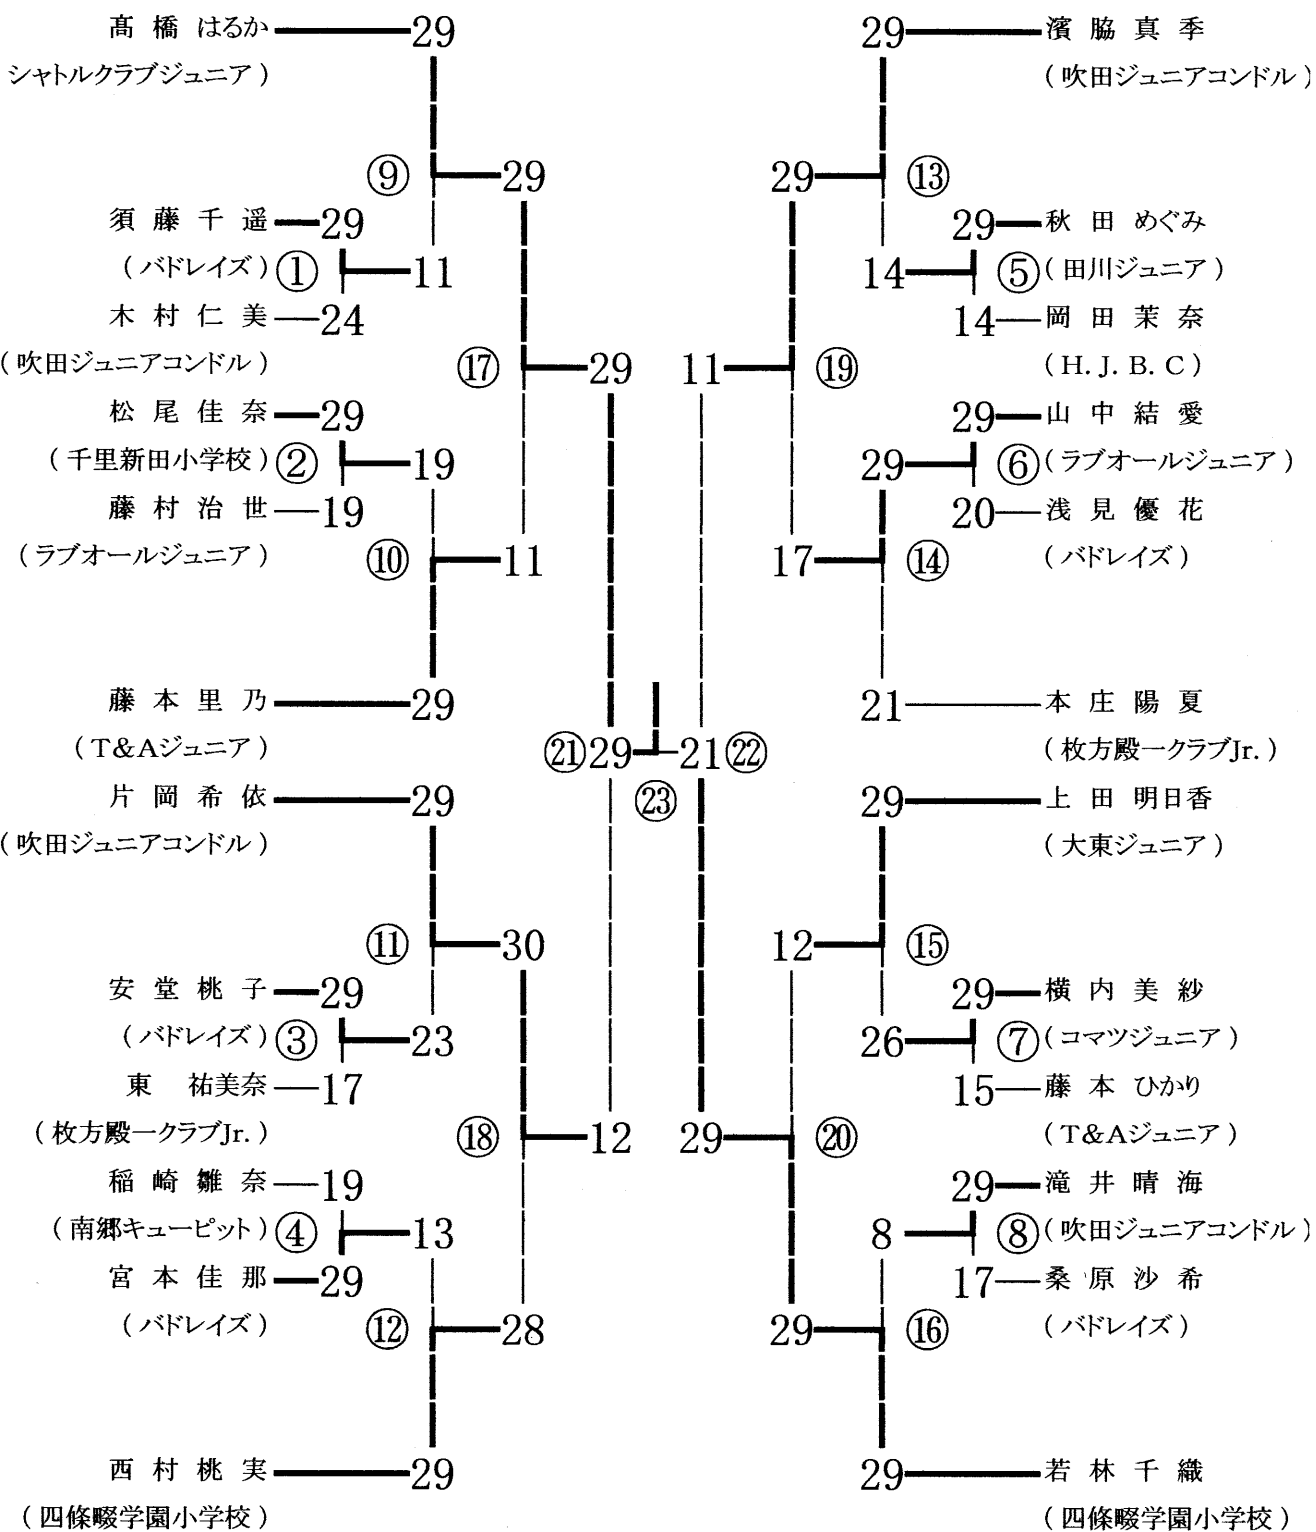 髙橋 はるか 29
シャトルクラブジュニア）
⑨ 29
須藤千遥 29
（バドレイズ） ① 11
木村仁美 24
（吹田ジュニアコンドル） ⑰ 29
松尾佳奈 29
（千里新田小学校） ② 19
藤村治世 19
（ラブオールジュニア） ⑩ 11
藤本里乃 29
（T&Aジュニア） ㉑ 29
片岡希依 29
（吹田ジュニアコンドル）
⑪ 30
安堂桃子 29
（バドレイズ） ③ 23
東 祐美奈 17
（枚方殿一クラブJr.） ⑱ 12
稲崎雛奈 19
（南郷キューピット） ④ 13
宮本佳那 29
（バドレイズ） ⑫ 28
西村桃実 29
（四條畷学園小学校）
㉓
29 濱脇真季
（吹田ジュニアコンドル）
29 ⑬
29 秋田めぐみ
14 ⑤ （田川ジュニア）
14 岡田茉奈
11 ⑲ （H.J.B.C）
29 山中結愛
29 ⑥ （ラブオールジュニア）
20 浅見優花
17 ⑭ （バドレイズ）
21 本庄陽夏
21 ㉒ （枚方殿一クラブJr.）
29 上田明日香
（大東ジュニア）
12 ⑮
29 横内美紗
26 ⑦ （コマツジュニア）
15 藤本ひかり
29 ⑳ （T&Aジュニア）
29 滝井晴海
8 ⑧ （吹田ジュニアコンドル）
17 桑原沙希
29 ⑯ （バドレイズ）
29 若林千織
（四條畷学園小学校）